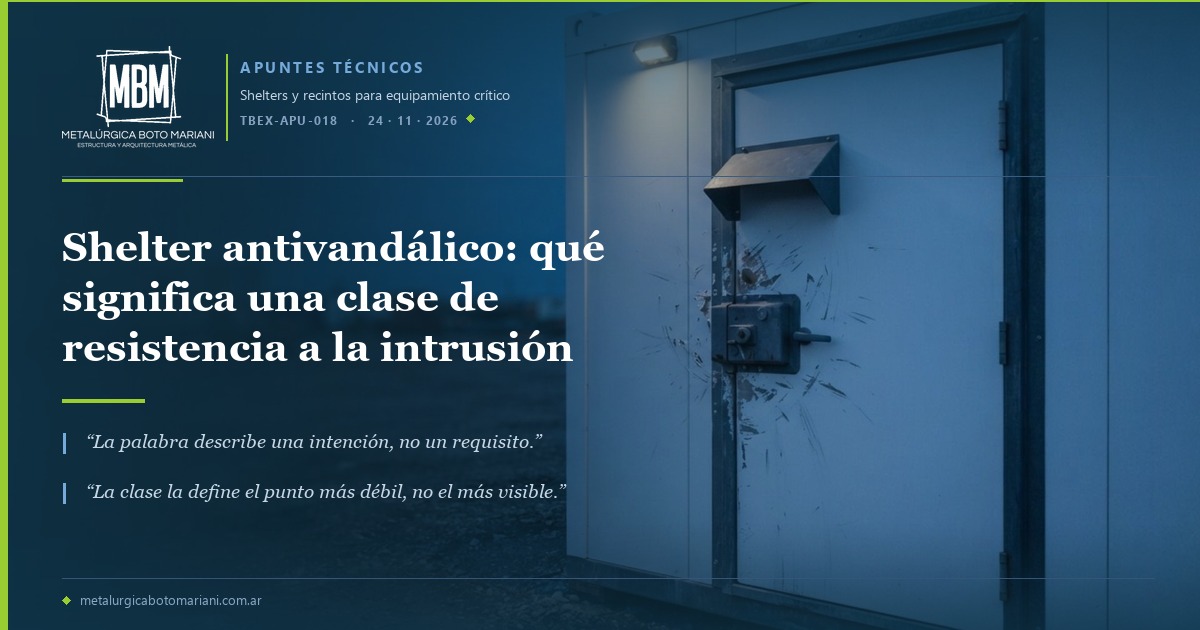 MBM
METALÚRGICA BOTO MARIANI
ESTRUCTURA Y ARQUITECTURA METÁLICA
APUNTES TÉCNICOS
Shelters y recintos para equipamiento crítico
TBEX-APU-018 · 24 · 11 · 2026
Shelter antivandálico: qué
significa una clase de
resistencia a la intrusión
“La palabra describe una intención, no un requisito.”
“La clase la define el punto más débil, no el más visible.”
metalurgicabotomariani.com.ar